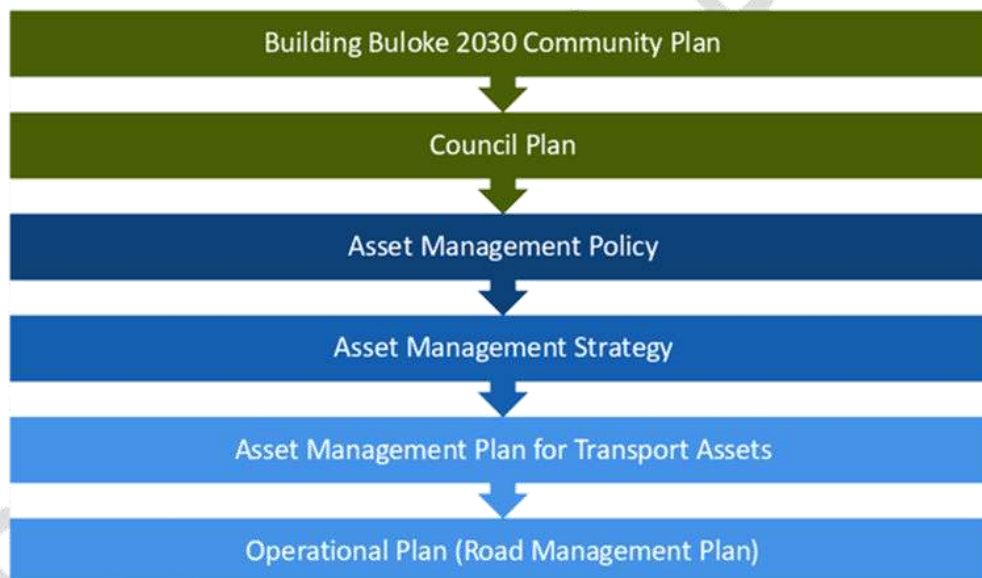 Building Buloke 2030 Community Plan
Council Plan
Asset Management Policy
Asset Management Strategy
Asset Management Plan for Transport Assets
Operational Plan (Road Management Plan)